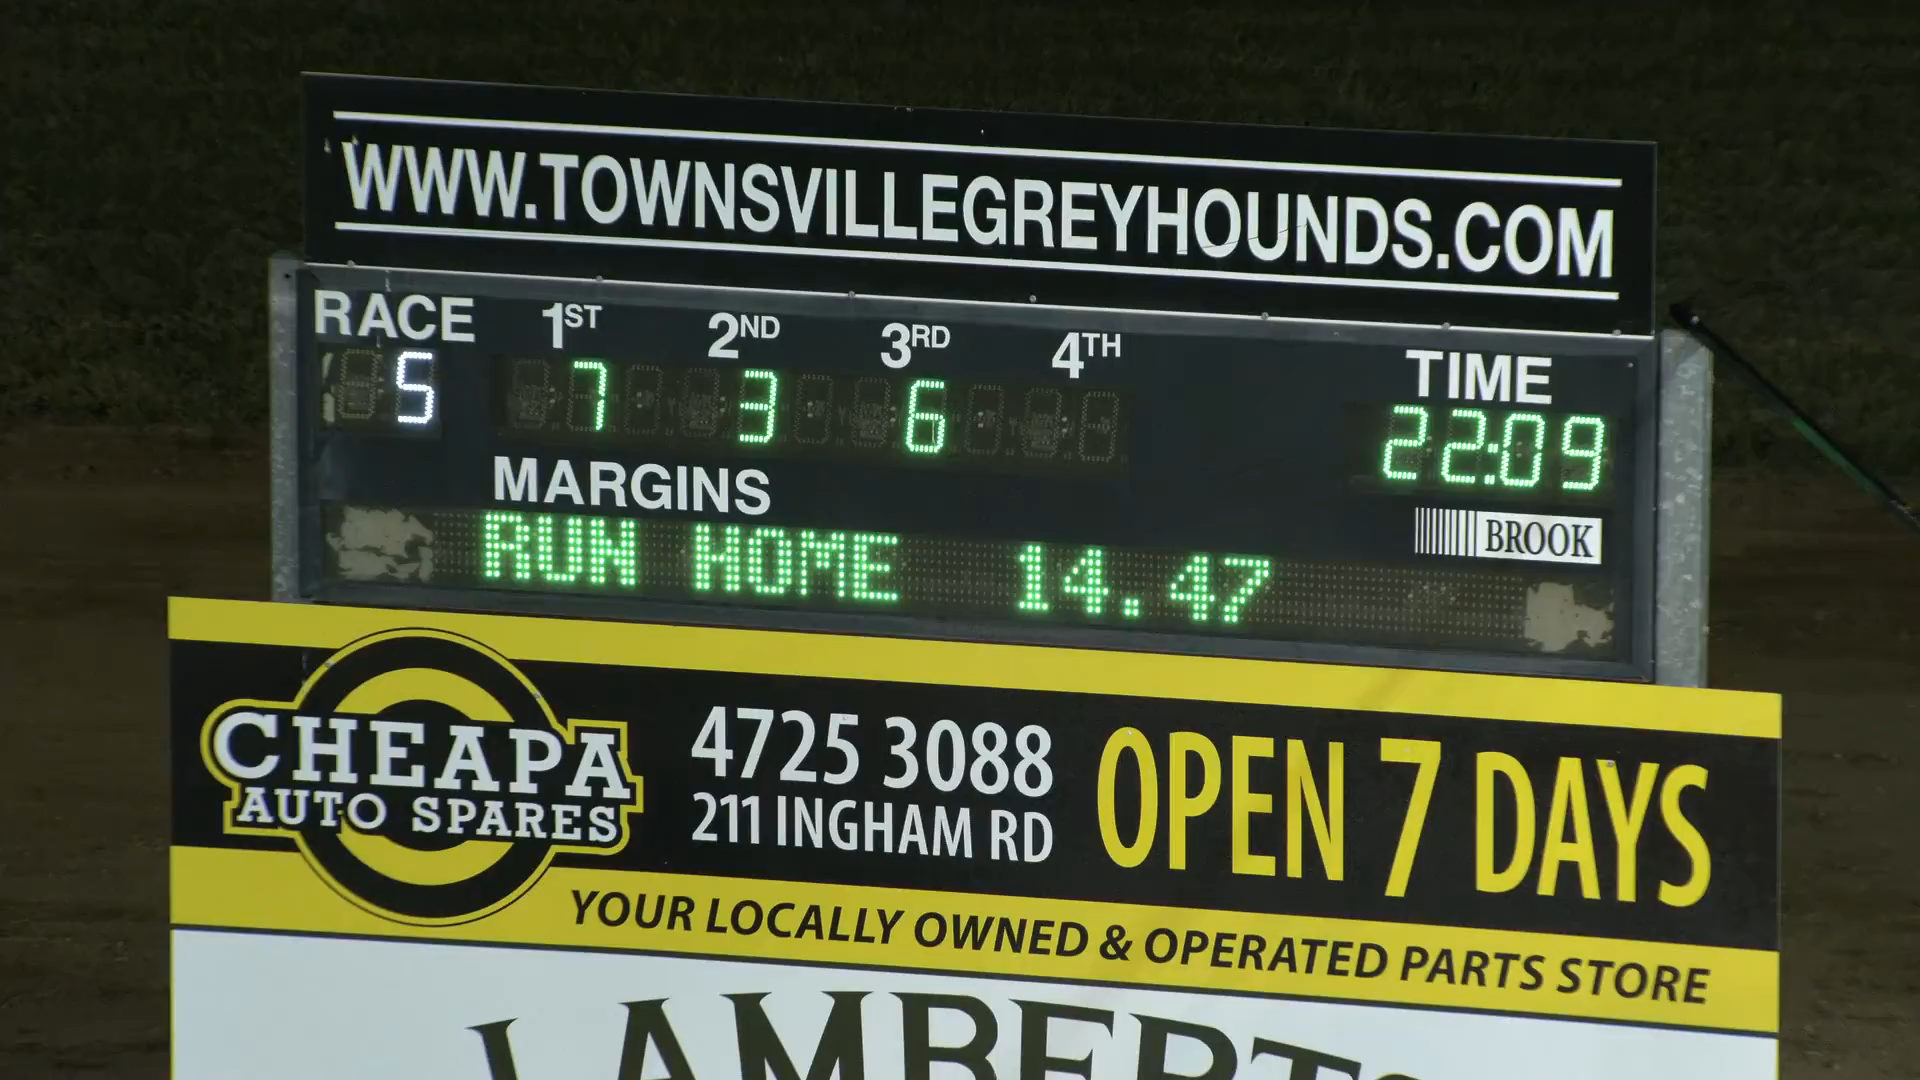 WWW.TOWNSVILLEGREYHOUNDS.COM
RACE 1ST 2ND 3RD 4TH TIME
5 7 3 6 22:09
MARGINS
BROOK
RUN HOME 14.47
CHEAPA
AUTO SPARES
4725 3088
211 INGHAM RD
OPEN 7 DAYS
YOUR LOCALLY OWNED & OPERATED PARTS STORE
LAMBERTS